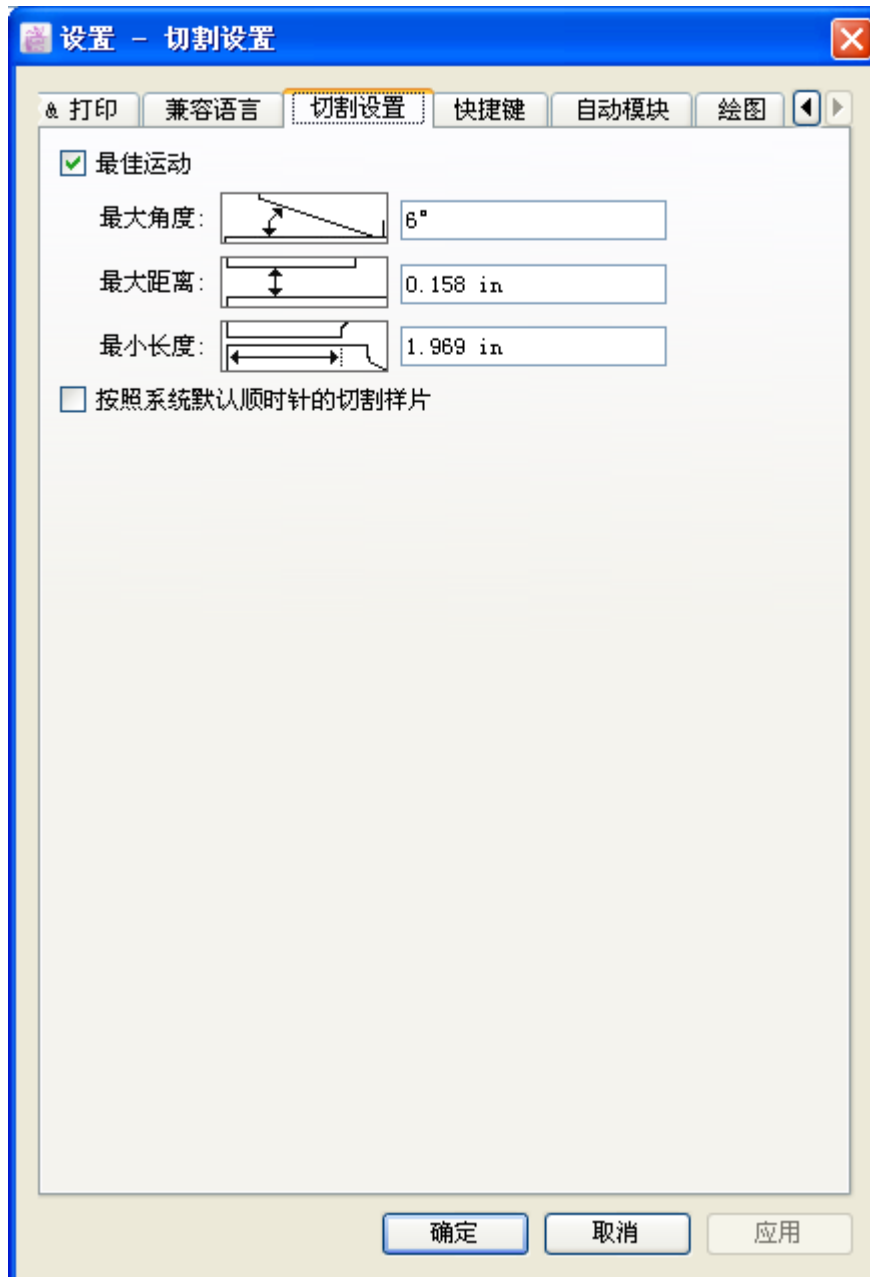 设置 - 切割设置
& 打印 兼容语言 切割设置 快捷键 自动模块 绘图
最佳运动
最大角度: 6°
最大距离: 0.158 in
最小长度: 1.969 in
按照系统默认顺时针的切割样片
确定 取消 应用